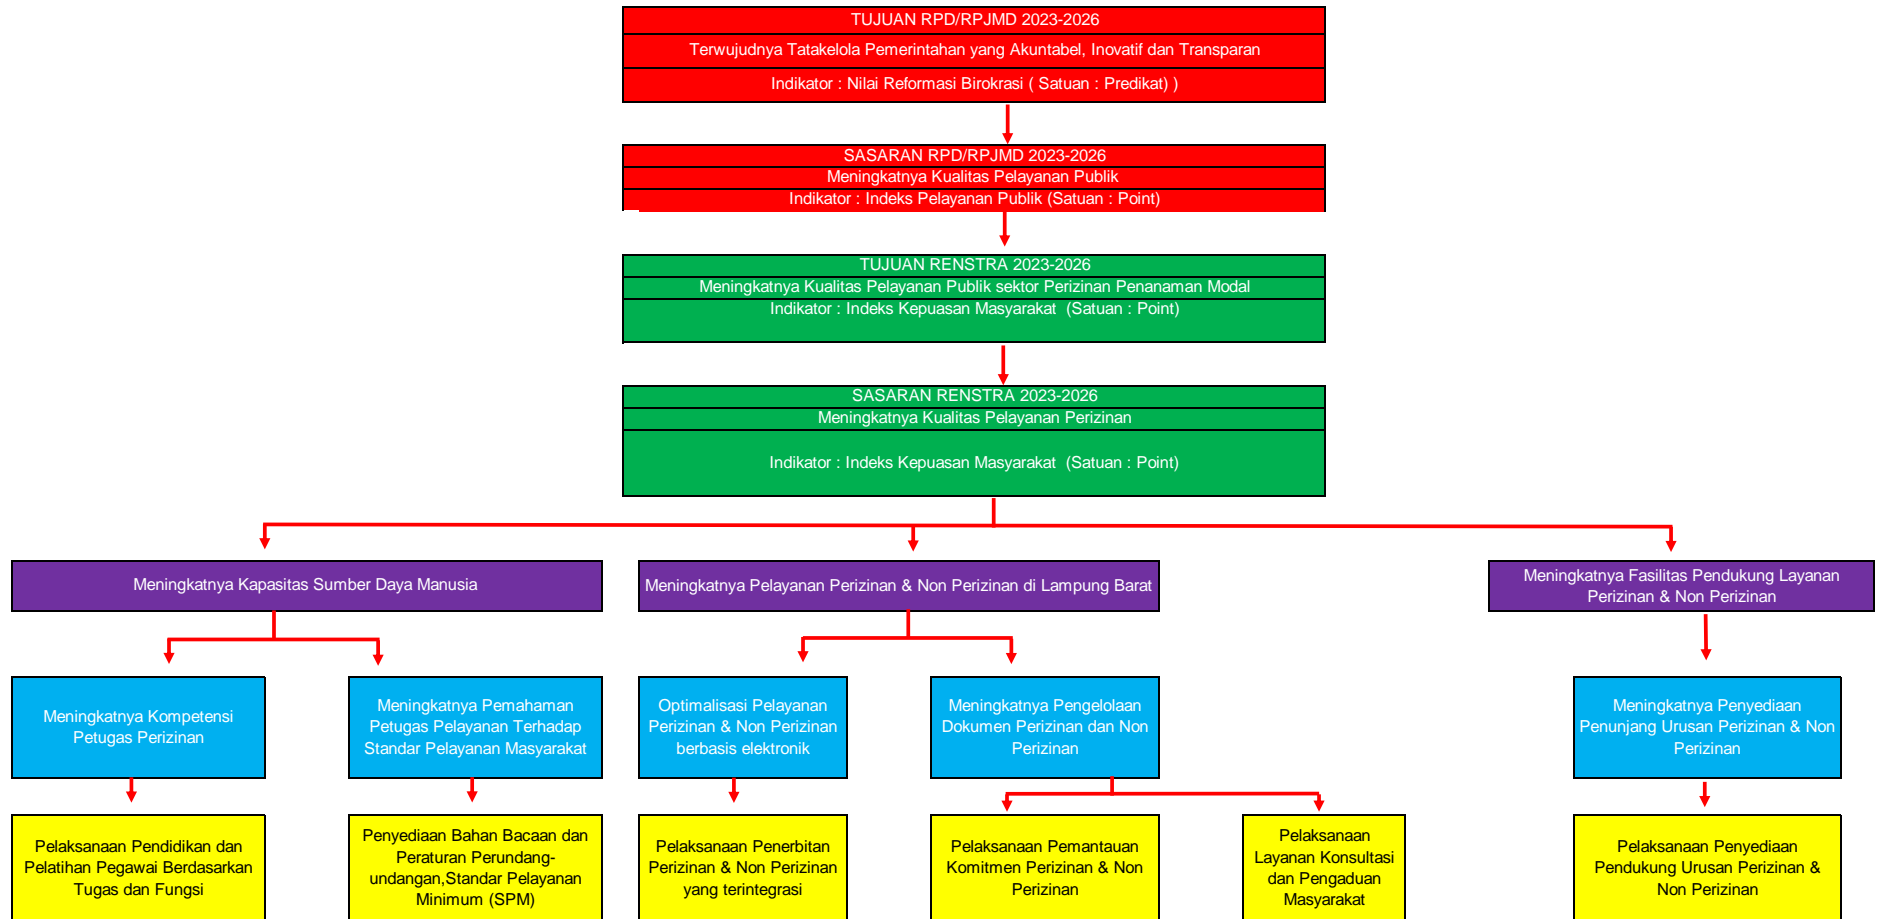 TUJUAN RPD/RPJMD 2023-2026
Terwujudnya Tatakelola Pemerintahan yang Akuntabel, Inovatif dan Transparan
Indikator : Nilai Reformasi Birokrasi ( Satuan : Predikat) )
SASARAN RPD/RPJMD 2023-2026
Meningkatnya Kualitas Pelayanan Publik
Indikator : Indeks Pelayanan Publik (Satuan : Point)
TUJUAN RENSTRA 2023-2026
Meningkatnya Kualitas Pelayanan Publik sektor Perizinan Penanaman Modal
Indikator : Indeks Kepuasan Masyarakat  (Satuan : Point)
SASARAN RENSTRA 2023-2026
Meningkatnya Kualitas Pelayanan Perizinan
Indikator : Indeks Kepuasan Masyarakat  (Satuan : Point)
Meningkatnya Kapasitas Sumber Daya Manusia
Meningkatnya Pelayanan Perizinan & Non Perizinan di Lampung Barat
Meningkatnya Fasilitas Pendukung Layanan
Perizinan & Non Perizinan
Meningkatnya Kompetensi
Petugas Perizinan
Meningkatnya Pemahaman
Petugas Pelayanan Terhadap
Standar Pelayanan Masyarakat
Optimalisasi Pelayanan
Perizinan & Non Perizinan
berbasis elektronik
Meningkatnya Pengelolaan
Dokumen Perizinan dan Non
Perizinan
Meningkatnya Penyediaan
Penunjang Urusan Perizinan & Non
Perizinan
Pelaksanaan Pendidikan dan
Pelatihan Pegawai Berdasarkan
Tugas dan Fungsi
Penyediaan Bahan Bacaan dan
Peraturan Perundang-
undangan,Standar Pelayanan
Minimum (SPM)
Pelaksanaan Penerbitan
Perizinan & Non Perizinan
yang terintegrasi
Pelaksanaan Pemantauan
Komitmen Perizinan & Non
Perizinan
Pelaksanaan
Layanan Konsultasi
dan Pengaduan
Masyarakat
Pelaksanaan Penyediaan
Pendukung Urusan Perizinan &
Non Perizinan